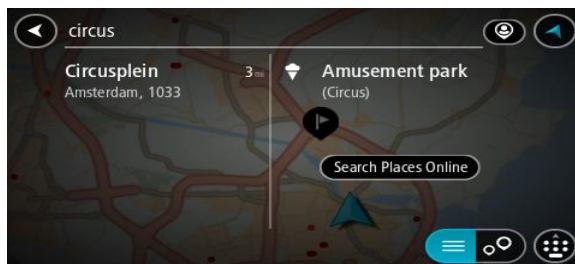 circus
Circusplein
3 mi
Amsterdam, 1033
Amusement park
(Circus)
Search Places Online